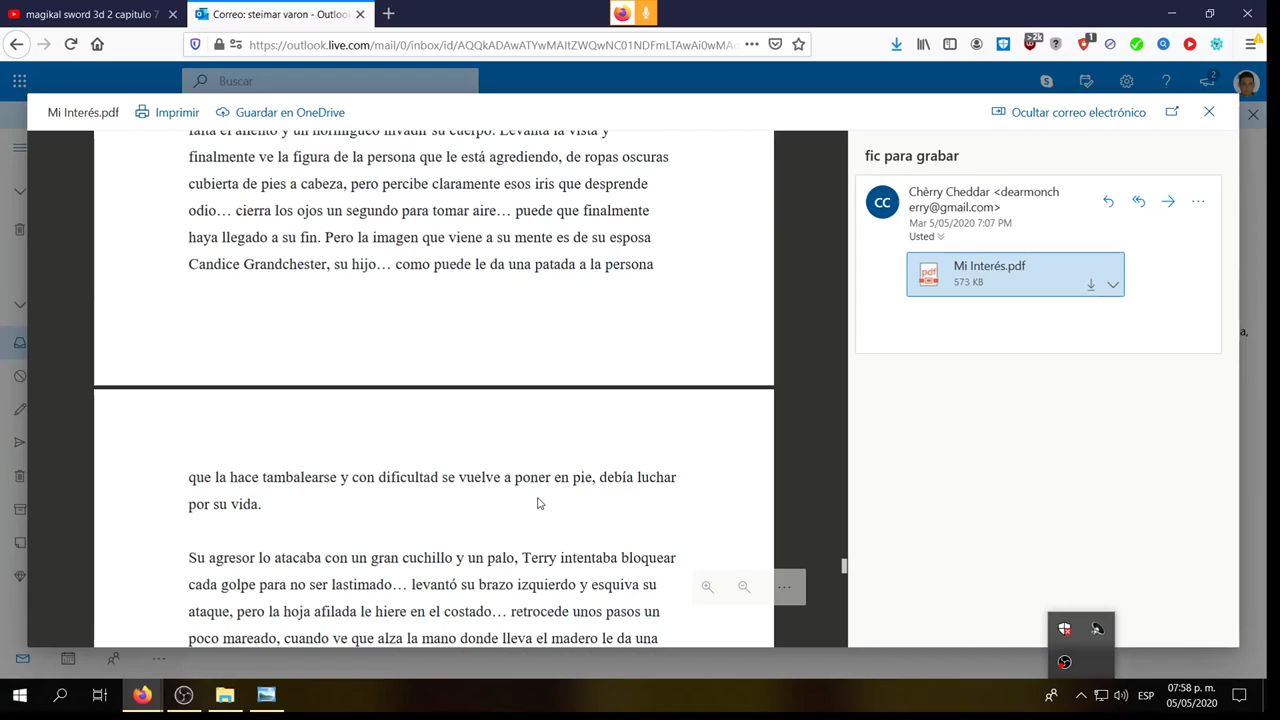 magikal sword 3d 2 capitulo 7
Correo: steimar varon - Outlook
https://outlook.live.com/mail/0/inbox/id/AQQkADAwATYwMAItZWQwNC01NDFmLTAwAi0wMAc
>2k
1
Buscar
2
Mi Interés.pdf
Imprimir
Guardar en OneDrive
Ocultar correo electrónico
falta el aliento y un hormigueo invadir su cuerpo. Levanta la vista y
finalmente ve la figura de la persona que le está agrediendo, de ropas oscuras
cubierta de pies a cabeza, pero percibe claramente esos iris que desprende
odio… cierra los ojos un segundo para tomar aire… puede que finalmente
haya llegado a su fin. Pero la imagen que viene a su mente es de su esposa
Candice Grandchester, su hijo… como puede le da una patada a la persona
que la hace tambalearse y con dificultad se vuelve a poner en pie, debía luchar
por su vida.
Su agresor lo atacaba con un gran cuchillo y un palo, Terry intentaba bloquear
cada golpe para no ser lastimado… levantó su brazo izquierdo y esquiva su
ataque, pero la hoja afilada le hiere en el costado… retrocede unos pasos un
poco mareado, cuando ve que alza la mano donde lleva el madero le da una
fic para grabar
CC
Chèrry Cheddar <dearmonch
erry@gmail.com>
Mar 5/05/2020 7:07 PM
Usted
pdf
Mi Interés.pdf
573 KB
a,
ESP
07:58 p. m.
05/05/2020